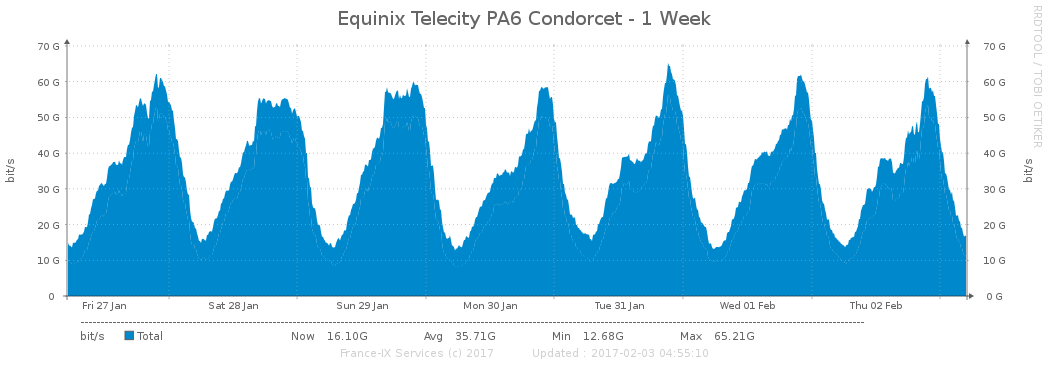 Equinix Telecity PA6 Condorcet - 1 Week
RRDTOOL / TOBI OETIKER
70 G 70 G
60 G 60 G
50 G 50 G
40 G 40 G
30 G 30 G
20 G 20 G
10 G 10 G
0 0 G
bit/s
bit/s
Fri 27 Jan Sat 28 Jan Sun 29 Jan Mon 30 Jan Tue 31 Jan Wed 01 Feb Thu 02 Feb
bit/s Total Now 16.10G Avg 35.71G Min 12.68G Max 65.21G
France-IX Services (c) 2017 Updated : 2017-02-03 04:55:10